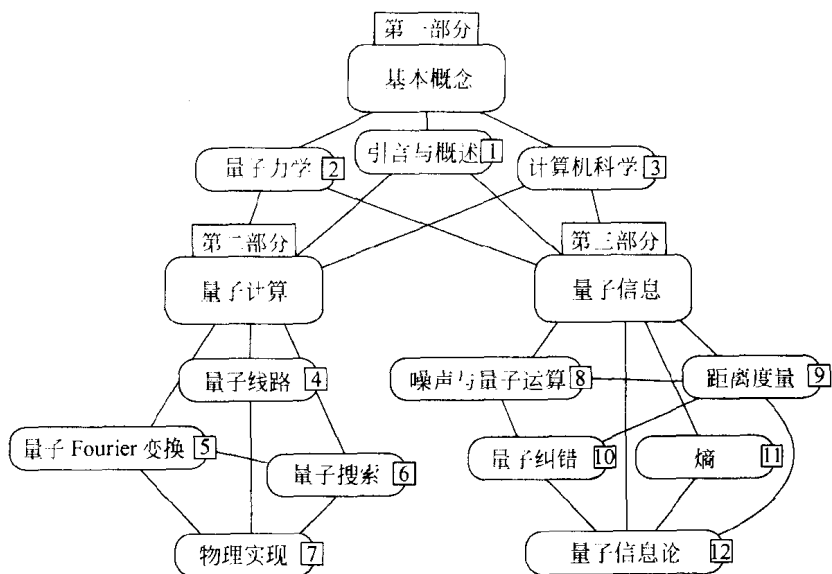 第一部分
基本概念
引言与概述 1
量子力学 2
计算机科学 3
第二部分
第三部分
量子计算
量子信息
量子线路 4
噪声与量子运算 8
距离度量 9
量子 Fourier 变换 5
量子搜索 6
量子纠错 10
熵 11
物理实现 7
量子信息论 12